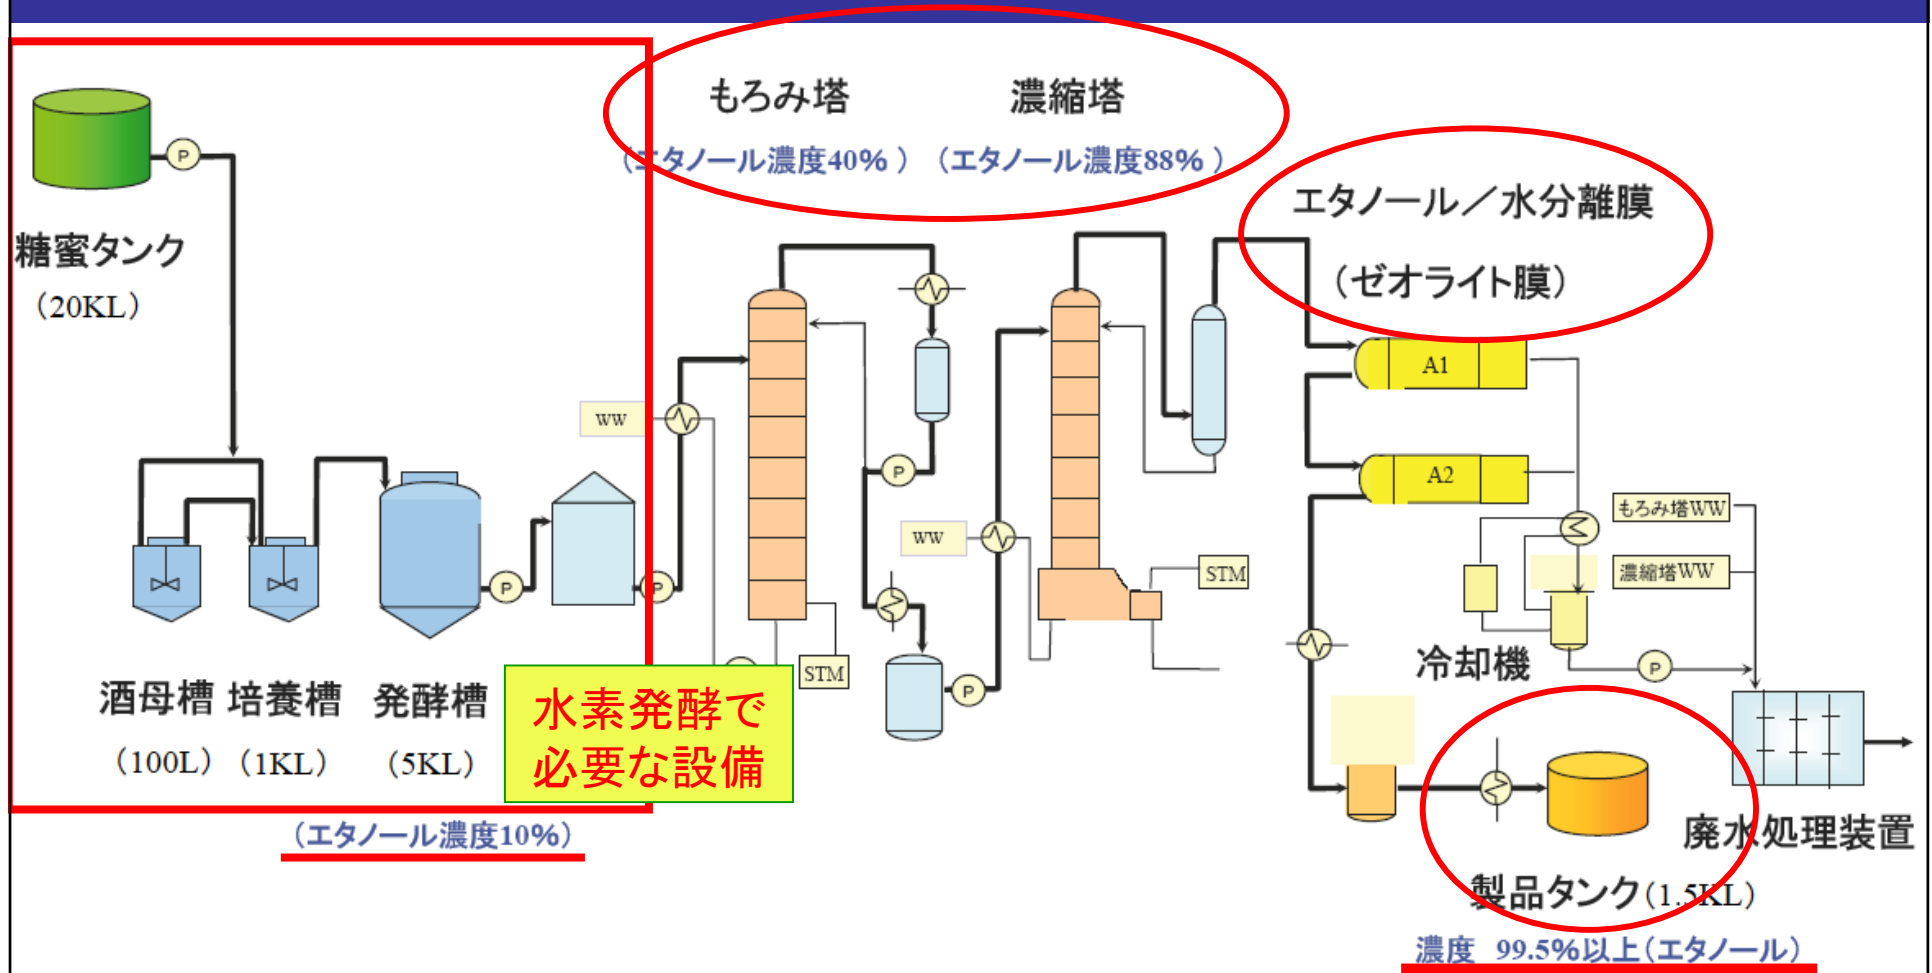 もろみ塔
濃縮塔
（エタノール濃度40% ）
（エタノール濃度88% ）
エタノール／水分離膜
（ゼオライト膜）
P
糖蜜タンク
（20KL）
A1
A2
WW
P
WW
もろみ塔WW
濃縮塔WW
STM
P
P
STM
P
P
冷却機
酒母槽
培養槽
発酵槽
（100L）
（1KL）
（5KL）
水素発酵で
必要な設備
（エタノール濃度10%）
廃水処理装置
製品タンク（1.5KL）
濃度 99.5%以上（エタノール）